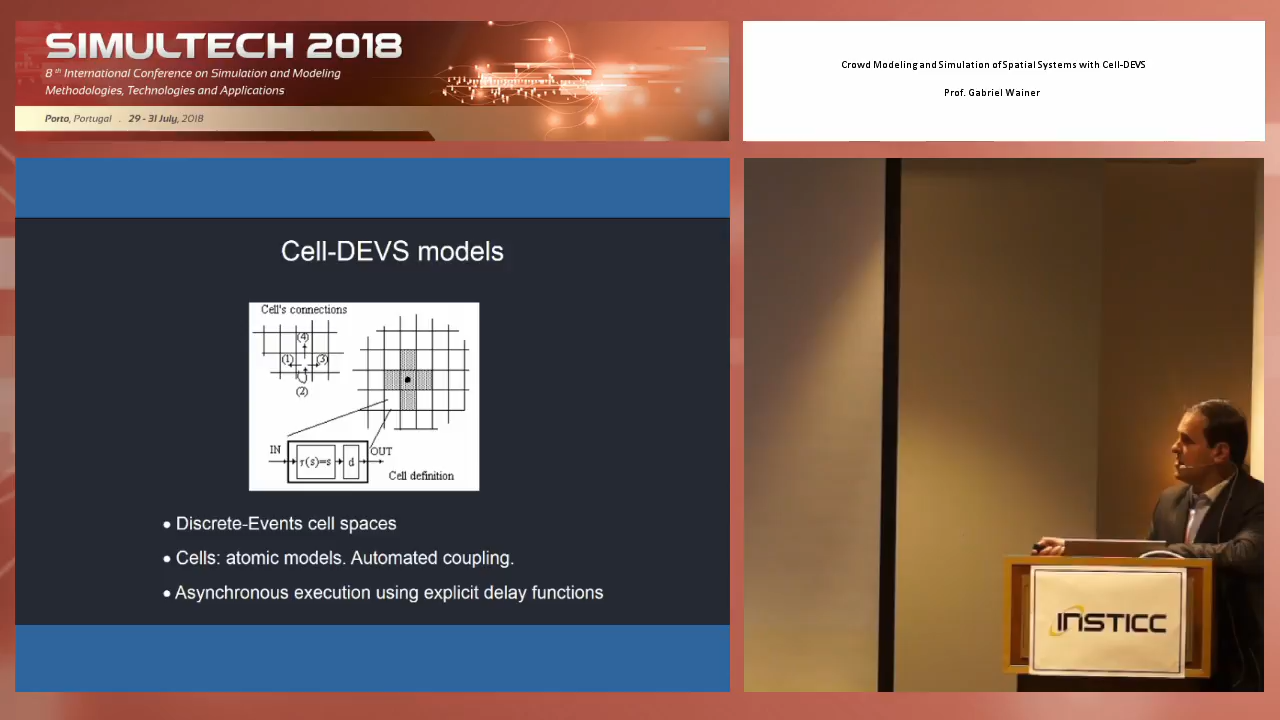 SIMULTECH 2018
8th International Conference on Simulation and Modeling
Methodologies, Technologies and Applications
Porto, Portugal . 29 - 31 July, 2018
Crowd Modeling and Simulation of Spatial Systems with Cell-DEVS
Prof. Gabriel Wainer
Cell-DEVS models
Cell's connections
(4)
(1) (3)
(2)
IN OUT
τ(s)=s d
Cell definition
• Discrete-Events cell spaces
• Cells: atomic models. Automated coupling.
• Asynchronous execution using explicit delay functions
INSTICC